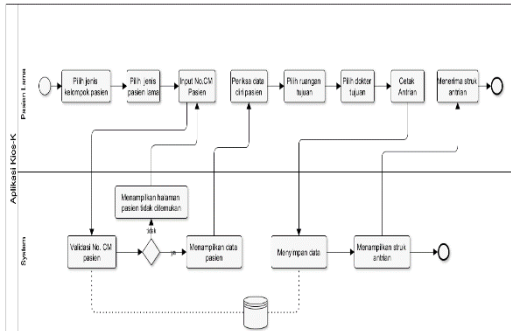 Aplikasi Kios-K
Pasien Lama
Pilih jenis
kelompok pasien
Pilih jenis
pasien lama
Input No.CM
Pasien
Periksa data
diri pasien
Pilih ruangan
tujuan
Pilih dokter
tujuan
Cetak
Antrian
Menerima struk
antrian
System
Menampilkan halaman
pasien tidak ditemukan
tidak
Validasi No. CM
pasien
ya
Menampilkan data
pasien
Menyimpan data
Menampilkan struk
antrian